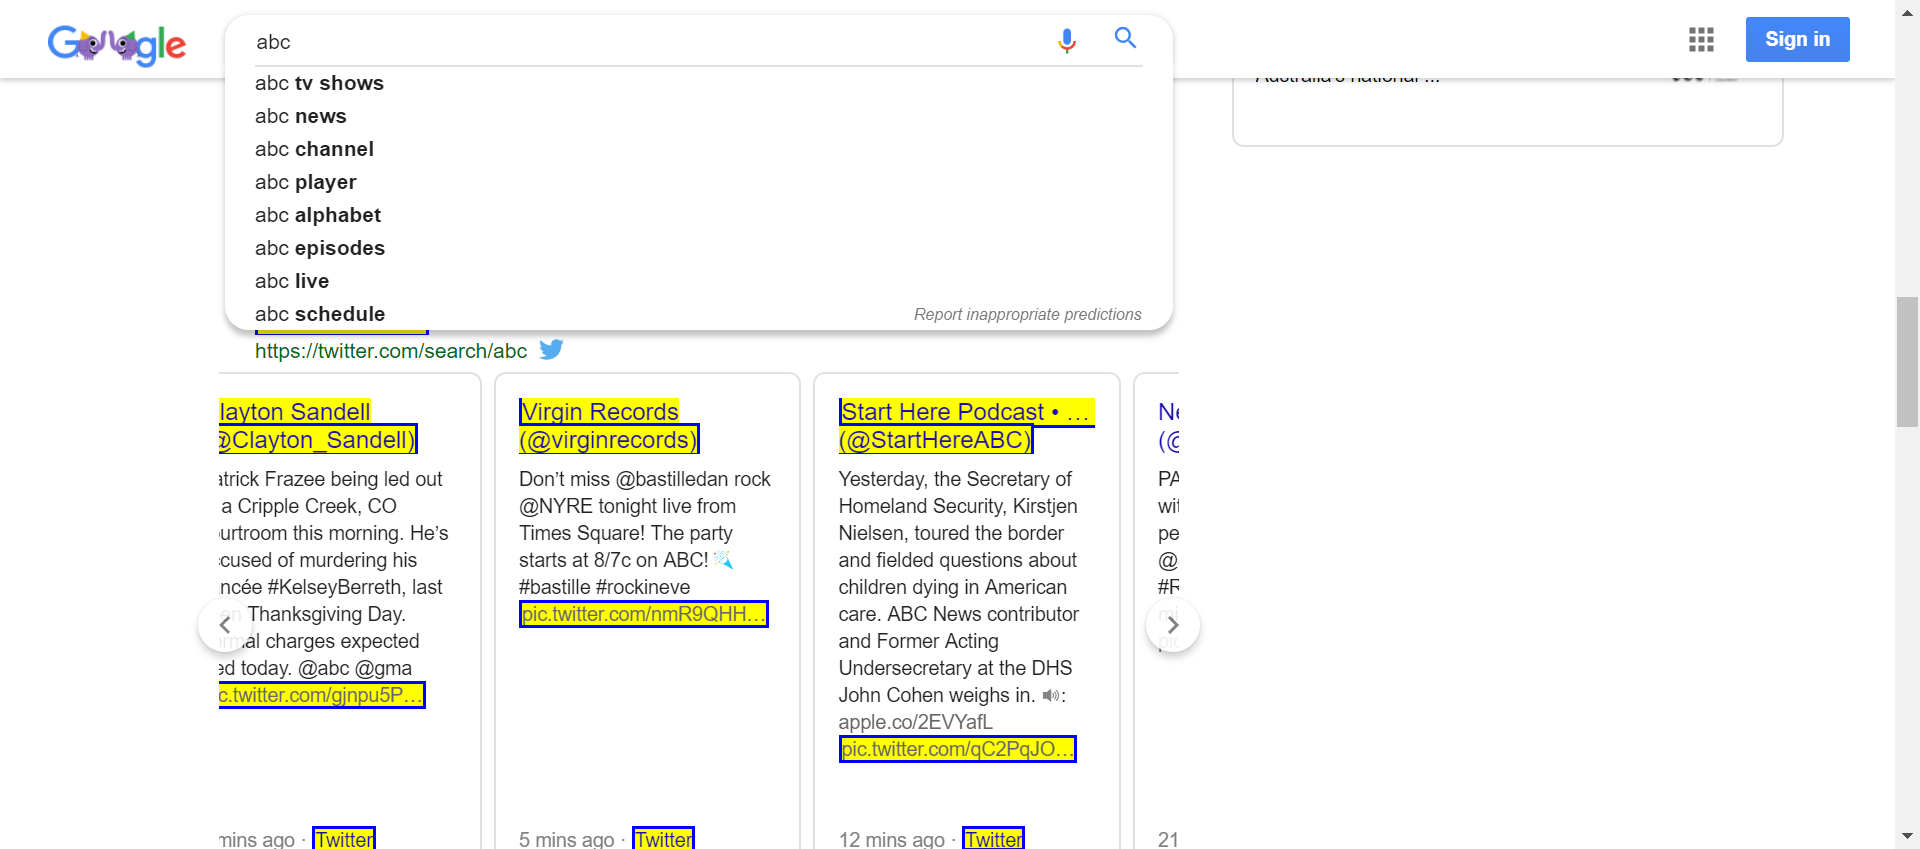 Google
abc
Sign in
abc tv shows
abc news
abc channel
abc player
abc alphabet
abc episodes
abc live
abc schedule
Report inappropriate predictions
https://twitter.com/search/abc
layton Sandell
@Clayton_Sandell)
atrick Frazee being led out
a Cripple Creek, CO
urtroom this morning. He's
ccused of murdering his
ncée #KelseyBerreth, last
en Thanksgiving Day.
rmal charges expected
ed today. @abc @gma
c.twitter.com/gjnpu5P…
mins ago · Twitter
Virgin Records
(@virginrecords)
Don't miss @bastilledan rock
@NYRE tonight live from
Times Square! The party
starts at 8/7c on ABC! 🎉
#bastille #rockineve
pic.twitter.com/nmR9QHH…
5 mins ago · Twitter
Start Here Podcast • …
(@StartHereABC)
Yesterday, the Secretary of
Homeland Security, Kirstjen
Nielsen, toured the border
and fielded questions about
children dying in American
care. ABC News contributor
and Former Acting
Undersecretary at the DHS
John Cohen weighs in. 🔊:
apple.co/2EVYafL
pic.twitter.com/qC2PqJO…
12 mins ago · Twitter
Ne
(@
PA
wit
pe
@
#R
mi
pic
21